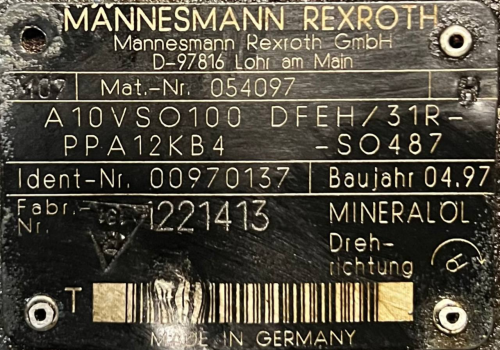 MANNESMANN REXROTH
Mannesmann Rexroth GmbH
D-97816 Lohr am Main
M09 Mat.-Nr. 054097
A10VSO100 DFEH/31R-
PPA12KB4 -SO487
Ident-Nr. 00970137 Baujahr 04.97
Fabr. Nr. 1221413 MINERALÖL
Dreh-
richtung R
T
MADE IN GERMANY